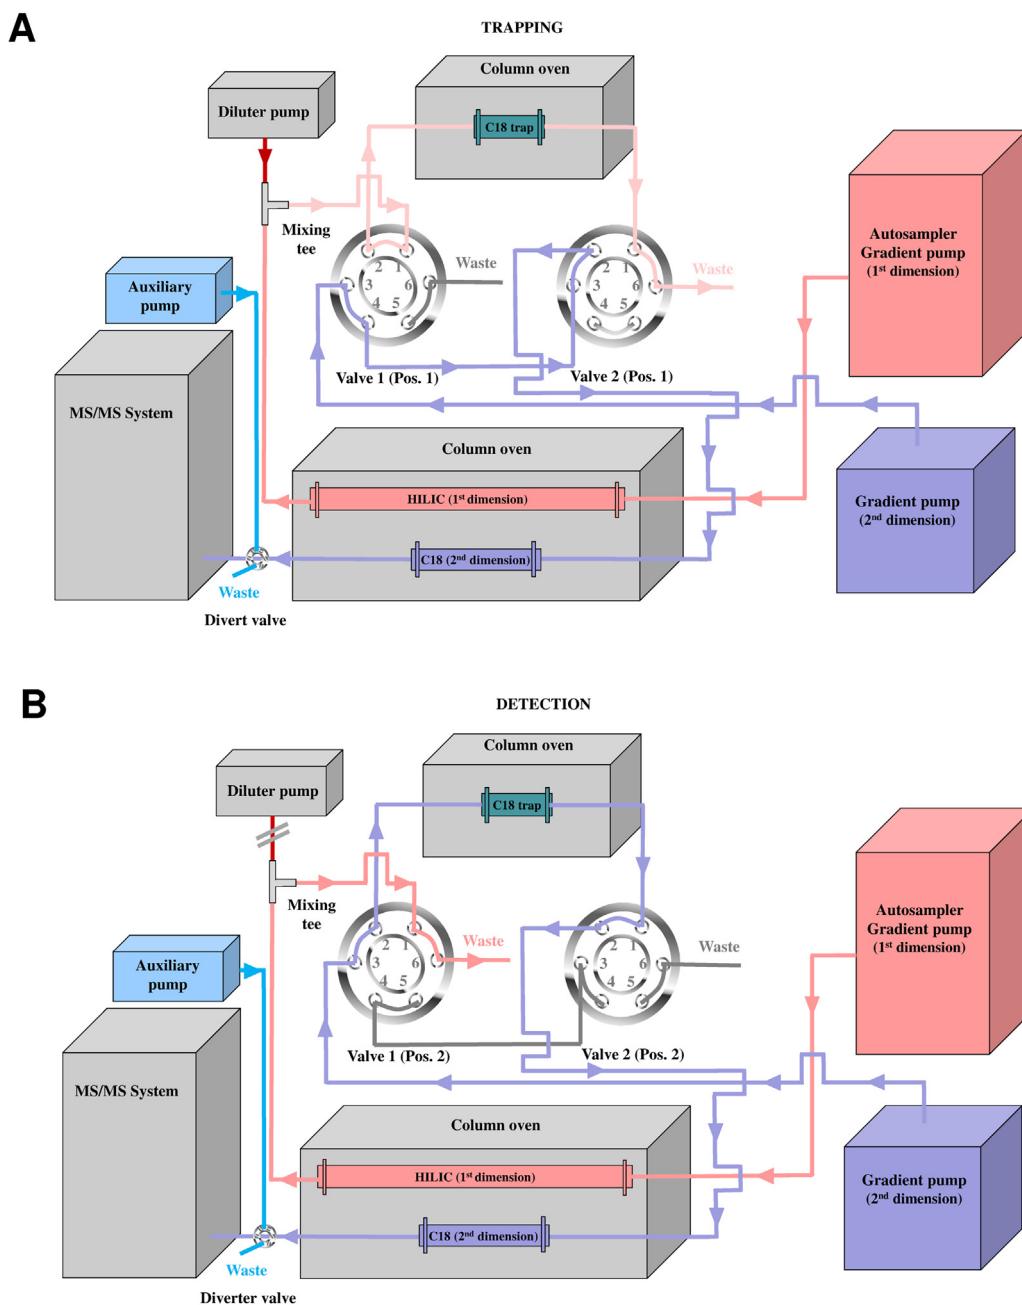 A
TRAPPING
Column oven
Diluter pump
C18 trap
Mixing
tee
Autosampler
Gradient pump
(1st dimension)
2 1
3 6
4 5
Waste
2 1
3 6
4 5
Waste
Auxiliary
pump
Valve 1 (Pos. 1)
Valve 2 (Pos. 1)
MS/MS System
Column oven
HILIC (1st dimension)
Gradient pump
(2nd dimension)
C18 (2nd dimension)
Waste
Divert valve
B
DETECTION
Column oven
Diluter pump
C18 trap
Mixing
tee
Autosampler
Gradient pump
(1st dimension)
2 1
3 6
4 5
Waste
2 1
3 6
4 5
Waste
Auxiliary
pump
Valve 1 (Pos. 2)
Valve 2 (Pos. 2)
MS/MS System
Column oven
HILIC (1st dimension)
Gradient pump
(2nd dimension)
C18 (2nd dimension)
Waste
Diverter valve